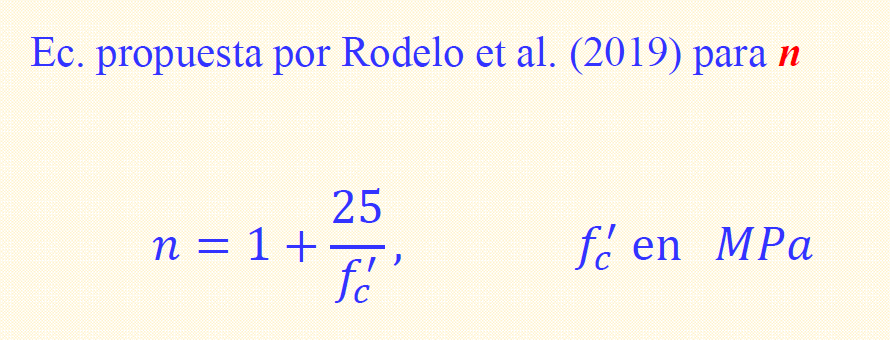 Ec. propuesta por Rodelo et al. (2019) para n
n = 1 + 25/f'c, f'c en MPa